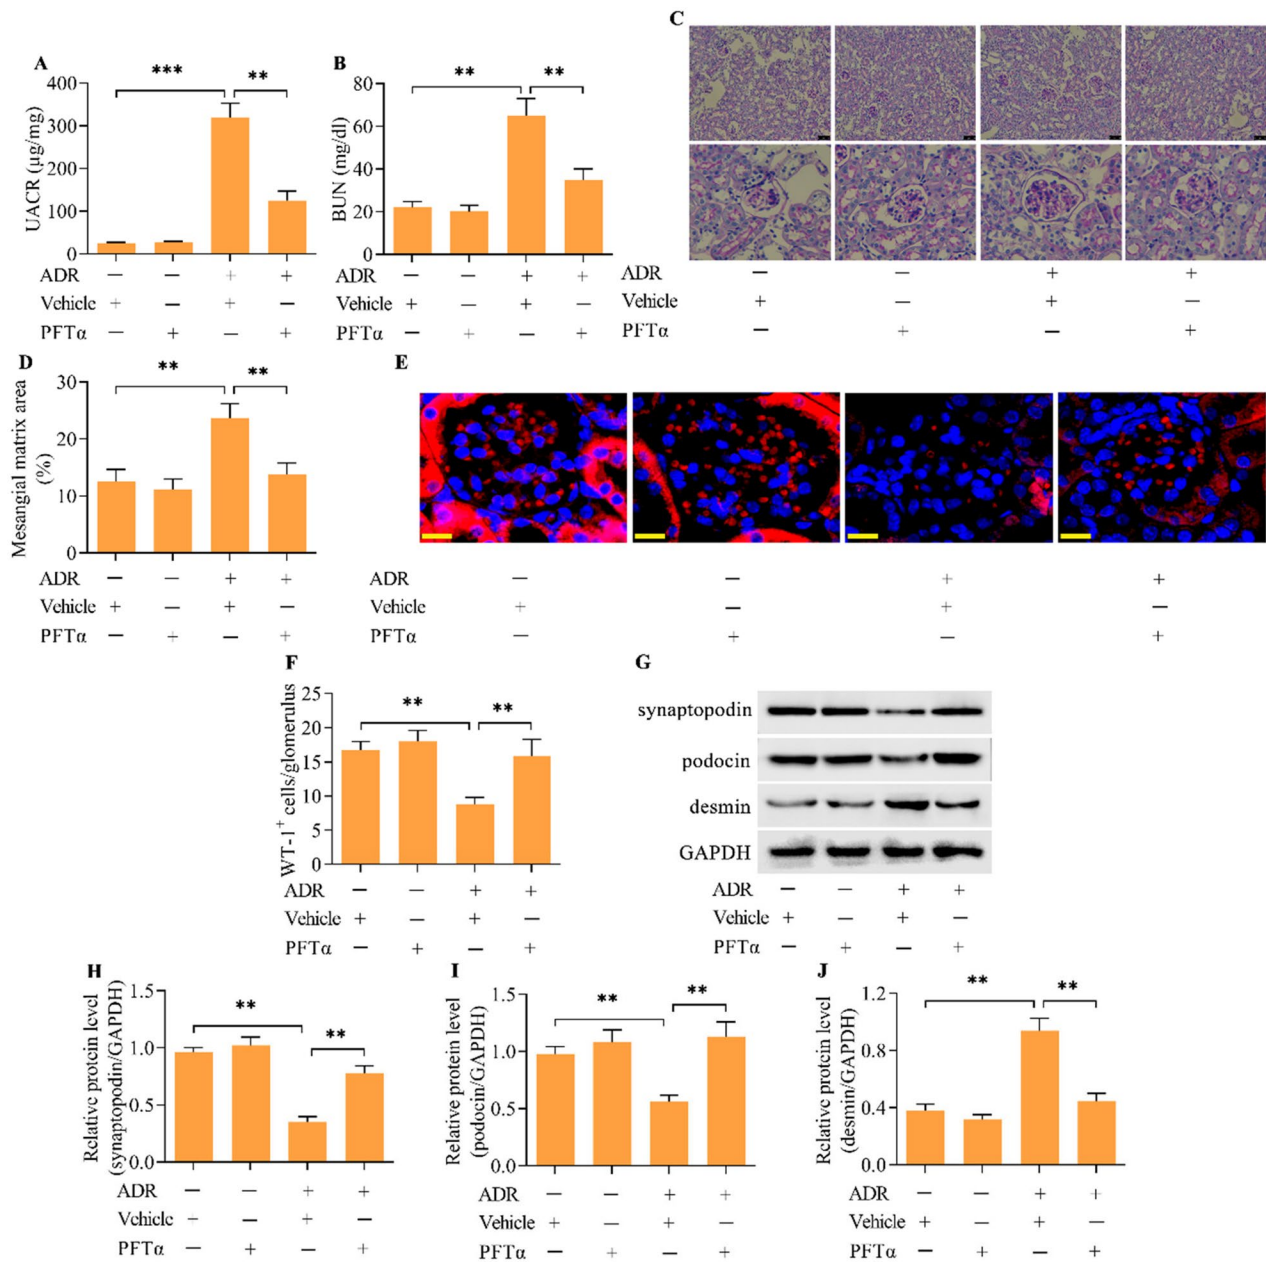 A
400
300
200
100
0
UACR (µg/mg)
*** **
ADR — — + +
Vehicle + — + —
PFTα — + — +
B
80
60
40
20
0
BUN (mg/dl)
** **
ADR — — + +
Vehicle + — + —
PFTα — + — +
C
ADR — — + +
Vehicle + — + —
PFTα — + — +
D
30
20
10
0
Mesangial matrix area
(%)
** **
ADR — — + +
Vehicle + — + —
PFTα — + — +
E
ADR — — + +
Vehicle + — + —
PFTα — + — +
F
25
20
15
10
5
0
WT-1+ cells/glomerulus
** **
ADR — — + +
Vehicle + — + —
PFTα — + — +
G
synaptopodin
podocin
desmin
GAPDH
ADR — — + +
Vehicle + — + —
PFTα — + — +
H
1.5
1.0
0.5
0.0
Relative protein level
(synaptopodin/GAPDH)
** **
ADR — — + +
Vehicle — — + —
PFTα — + — +
I
1.5
1.0
0.5
0.0
Relative protein level
(podocin/GAPDH)
** **
ADR — — + +
Vehicle + — + —
PFTα — + — +
J
1.2
0.8
0.4
0.0
Relative protein level
(desmin/GAPDH)
** **
ADR — — + +
Vehicle + — + —
PFTα — + — +